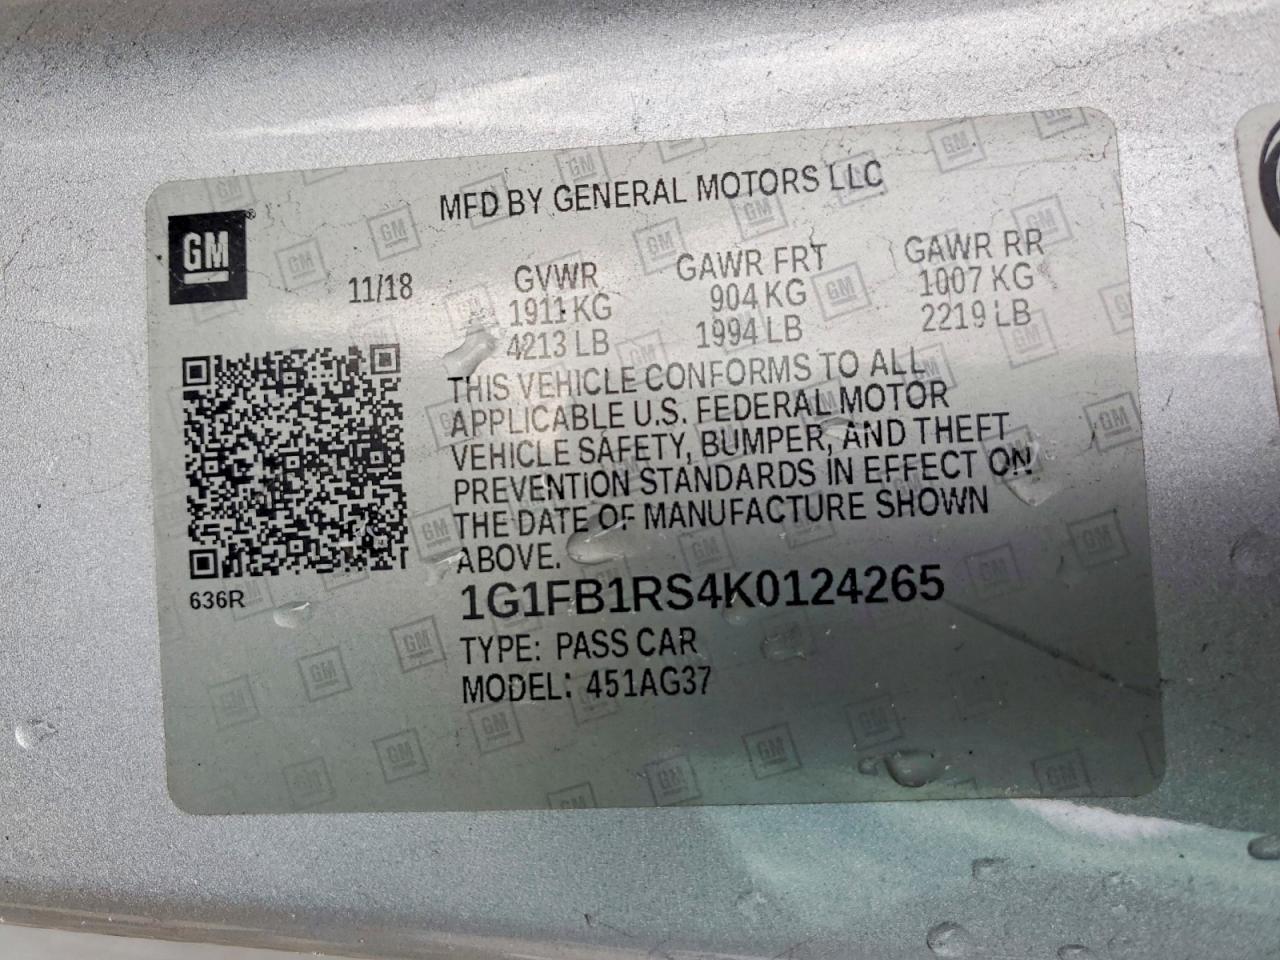 MFD BY GENERAL MOTORS LLC
GM
11/18
GVWR GAWR FRT GAWR RR
1911 KG 904 KG 1007 KG
4213 LB 1994 LB 2219 LB
THIS VEHICLE CONFORMS TO ALL
APPLICABLE U.S. FEDERAL MOTOR
VEHICLE SAFETY, BUMPER, AND THEFT
PREVENTION STANDARDS IN EFFECT ON
THE DATE OF MANUFACTURE SHOWN
ABOVE.
636R
1G1FB1RS4K0124265
TYPE: PASS CAR
MODEL: 451AG37